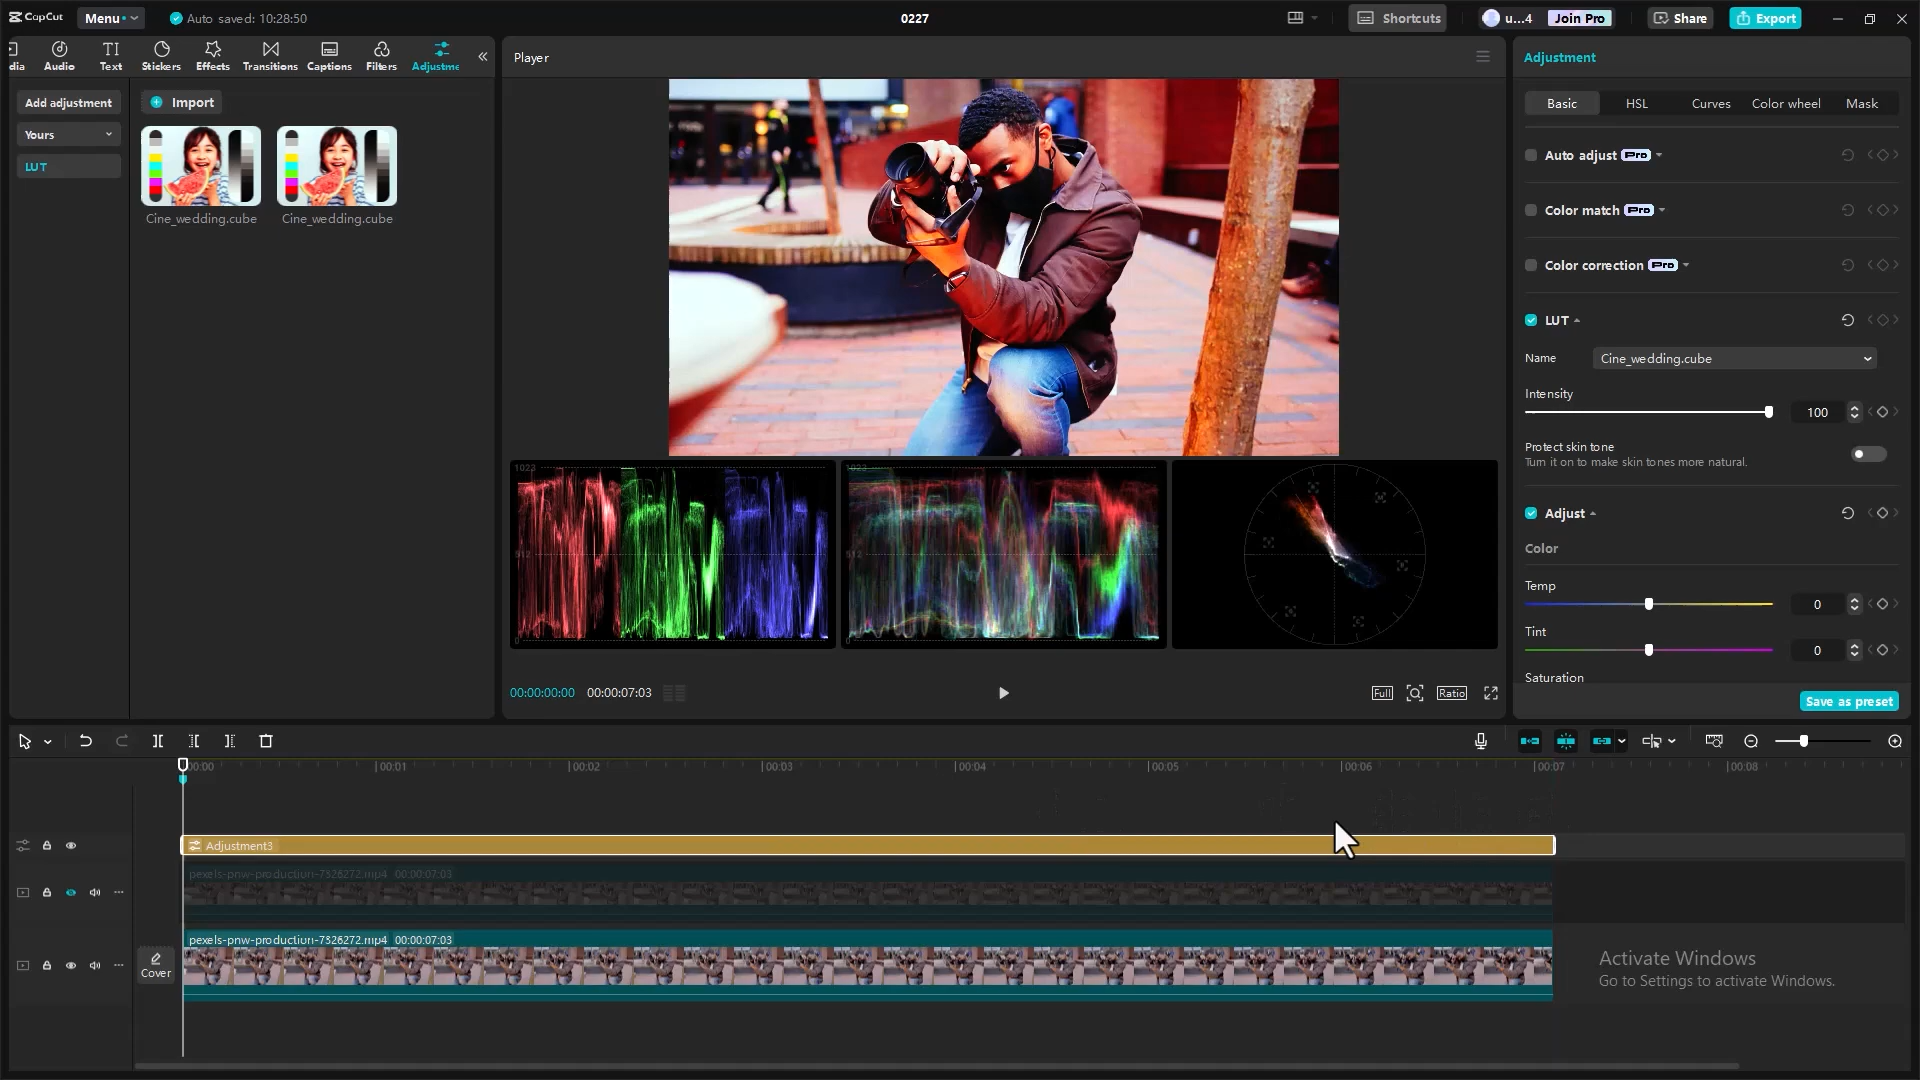 CapCut
Menu
Auto saved: 10:28:50
0227
Shortcuts
u...4
Join Pro
Share
Export
dia
Audio
Text
Stickers
Effects
Transitions
Captions
Filters
Adjustme
Player
Adjustment
Add adjustment
Import
Yours
LUT
Cine_wedding.cube
Cine_wedding.cube
Basic
HSL
Curves
Color wheel
Mask
Auto adjust Pro
Color match Pro
Color correction Pro
LUT
Name
Cine_wedding.cube
Intensity
100
Protect skin tone
Turn it on to make skin tones more natural.
Adjust
Color
Temp
0
Tint
0
Saturation
Save as preset
1023
512
0
1023
512
0
00:00:00:00
00:00:07:03
Full
Ratio
00:00
00:01
00:02
00:03
00:04
00:05
00:06
00:07
00:08
Adjustment3
pexels-pnw-production-7326272.mp4 00:00:07:03
pexels-pnw-production-7326272.mp4 00:00:07:03
Cover
Activate Windows
Go to Settings to activate Windows.